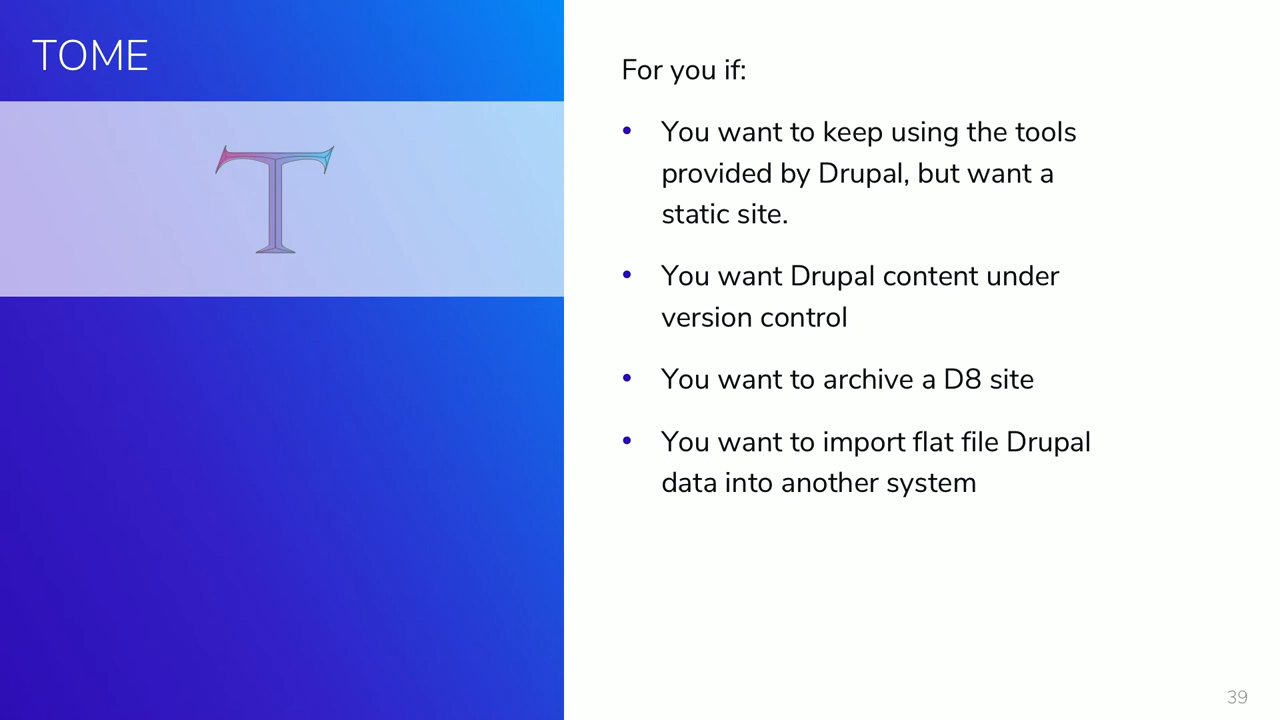 TOME
T
For you if:
• You want to keep using the tools
provided by Drupal, but want a
static site.
• You want Drupal content under
version control
• You want to archive a D8 site
• You want to import flat file Drupal
data into another system
39